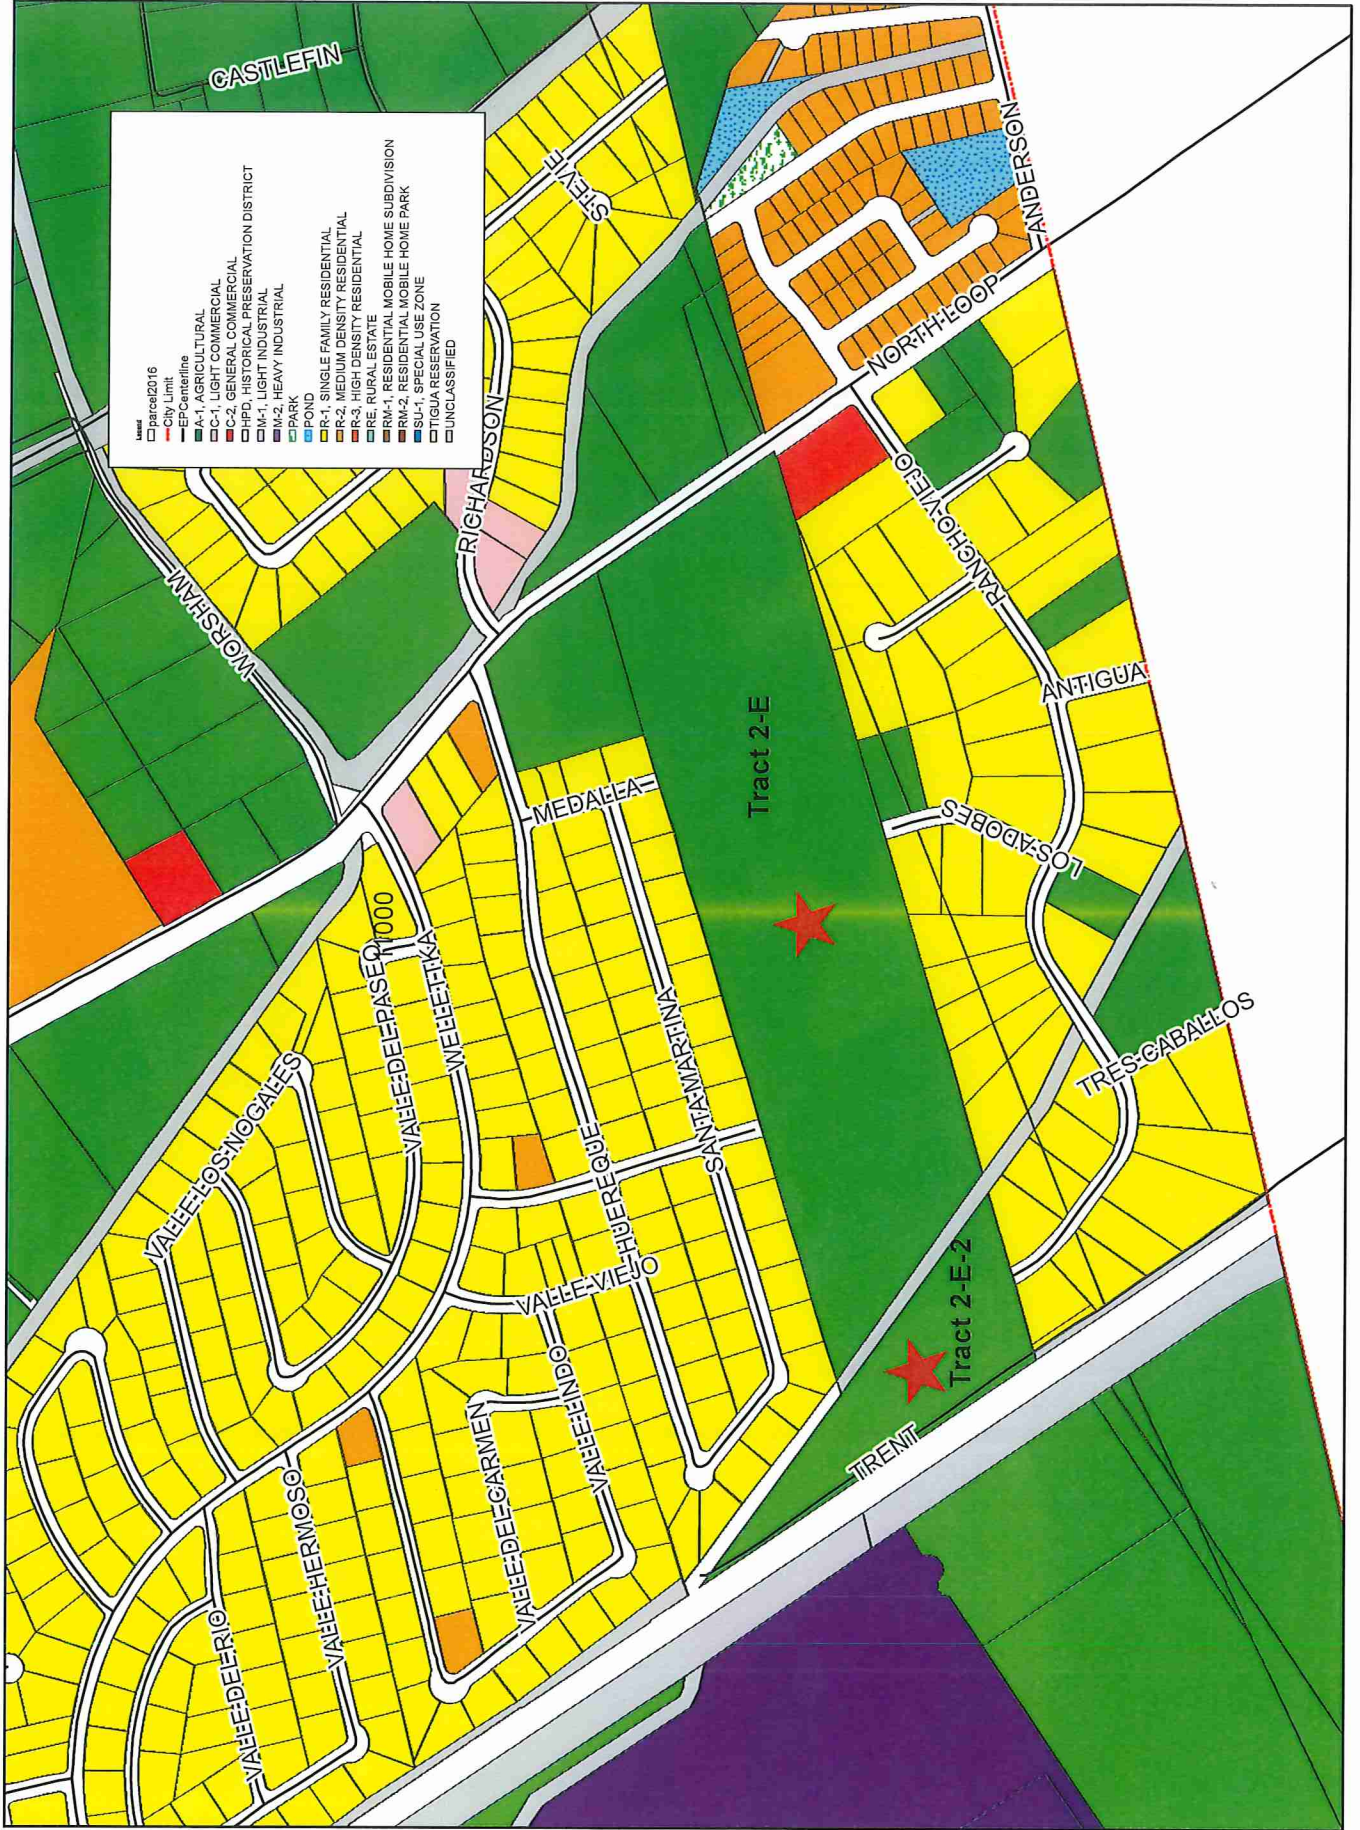 CASTLEFIN
Legend
parcel2016
City Limit
EPCenterline
A-1, AGRICULTURAL
C-1, LIGHT COMMERCIAL
C-2, GENERAL COMMERCIAL
HPD, HISTORICAL PRESERVATION DISTRICT
M-1, LIGHT INDUSTRIAL
M-2, HEAVY INDUSTRIAL
PARK
POND
R-1, SINGLE FAMILY RESIDENTIAL
R-2, MEDIUM DENSITY RESIDENTIAL
R-3, HIGH DENSITY RESIDENTIAL
RE, RURAL ESTATE
RM-1, RESIDENTIAL MOBILE HOME SUBDIVISION
RM-2, RESIDENTIAL MOBILE HOME PARK
SU-1, SPECIAL USE ZONE
TIGUA RESERVATION
UNCLASSIFIED
STEVIE
ANDERSON
NORTH LOOP
RICHARDSON
WORSHAM
RANCHO VIEJO
ANTIGUA
LOS ADOBES
TRES CABALLOS
Tract 2-E
MEDALLA
1000
VALLE DEL PASEO
WELLETTKA
SANTA MARTINA
HUEREQUE
VALLE LOS NOGALES
VALLE VIEJO
VALLE LINDO
VALLE DEL CARMEN
VALLE HERMOSO
VALLE DEL RIO
Tract 2-E-2
TRENT